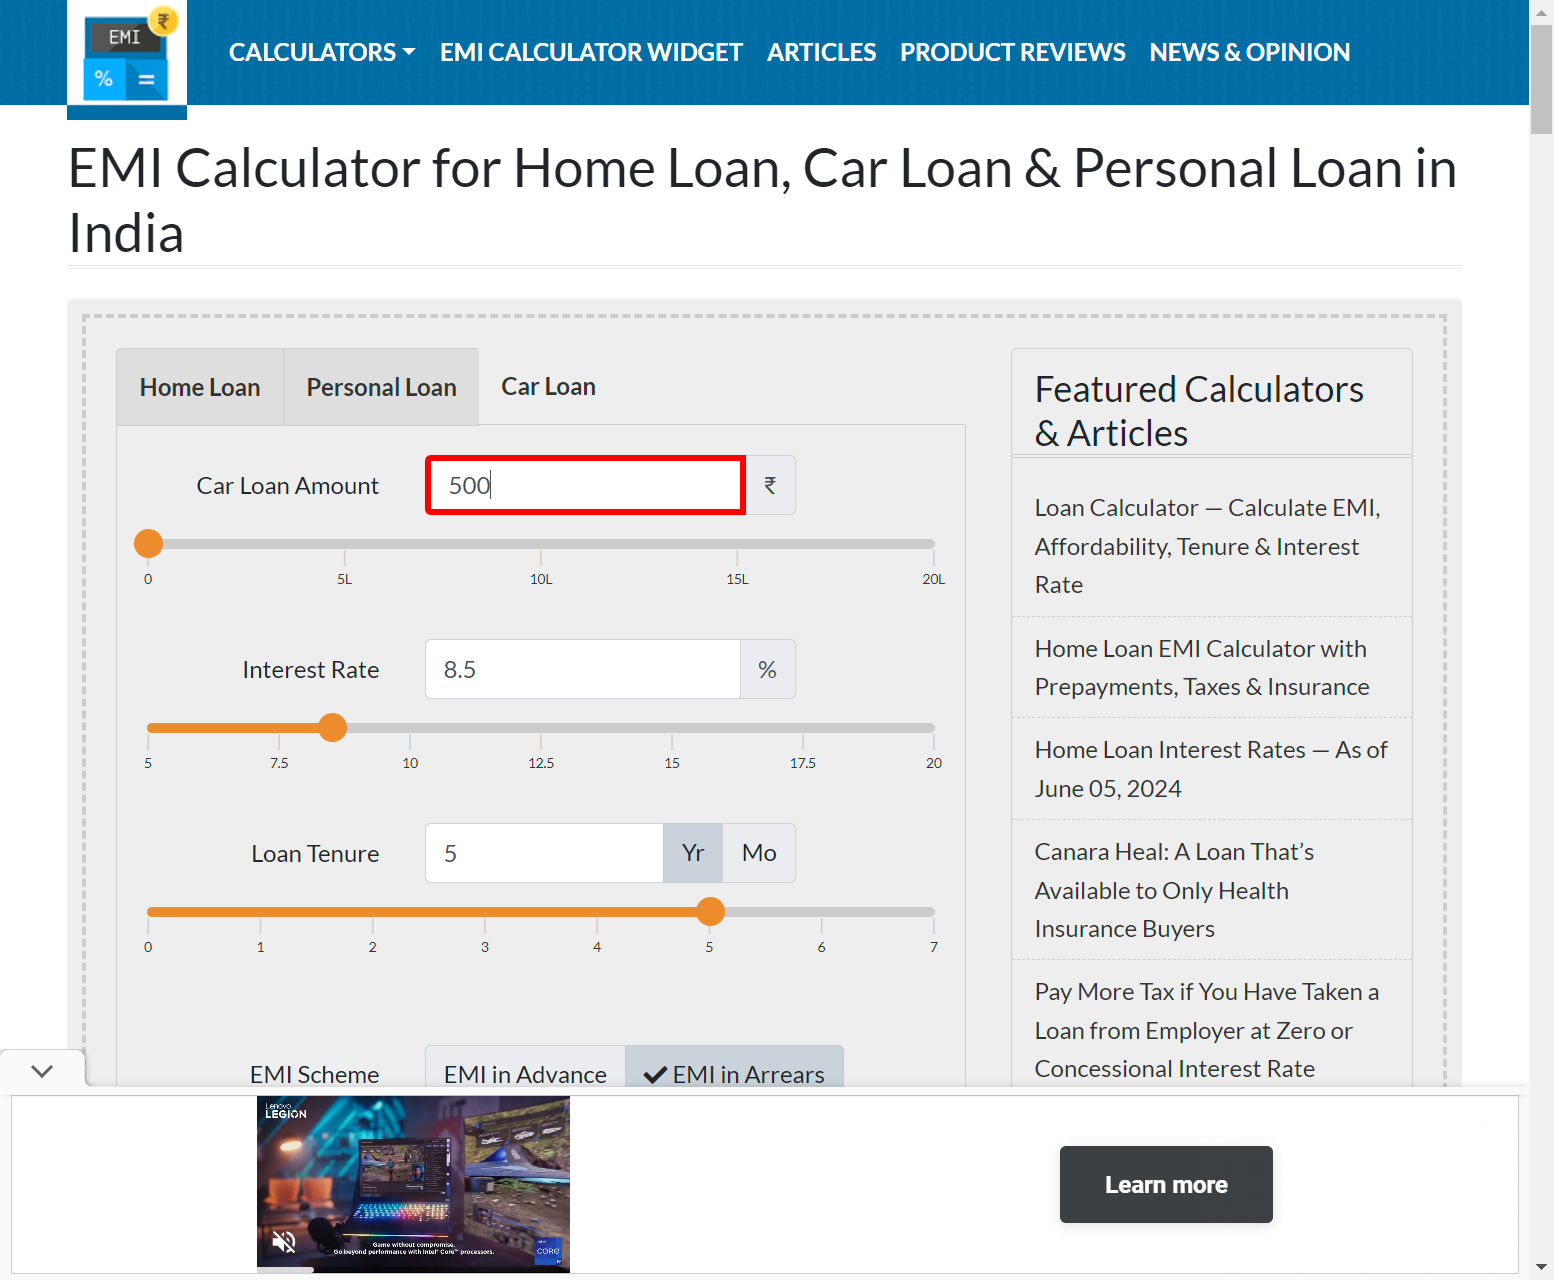 EMI
₹
%
=
CALCULATORS
EMI CALCULATOR WIDGET
ARTICLES
PRODUCT REVIEWS
NEWS & OPINION
EMI Calculator for Home Loan, Car Loan & Personal Loan in
India
Home Loan
Personal Loan
Car Loan
Car Loan Amount
500
₹
0
5L
10L
15L
20L
Interest Rate
8.5
%
5
7.5
10
12.5
15
17.5
20
Loan Tenure
5
Yr
Mo
0
1
2
3
4
5
6
7
EMI Scheme
EMI in Advance
EMI in Arrears
Featured Calculators
& Articles
Loan Calculator — Calculate EMI,
Affordability, Tenure & Interest
Rate
Home Loan EMI Calculator with
Prepayments, Taxes & Insurance
Home Loan Interest Rates — As of
June 05, 2024
Canara Heal: A Loan That's
Available to Only Health
Insurance Buyers
Pay More Tax if You Have Taken a
Loan from Employer at Zero or
Concessional Interest Rate
Lenovo
LEGION
Game without compromise.
Go beyond performance with Intel® Core™ processors.
intel
CORE
Learn more